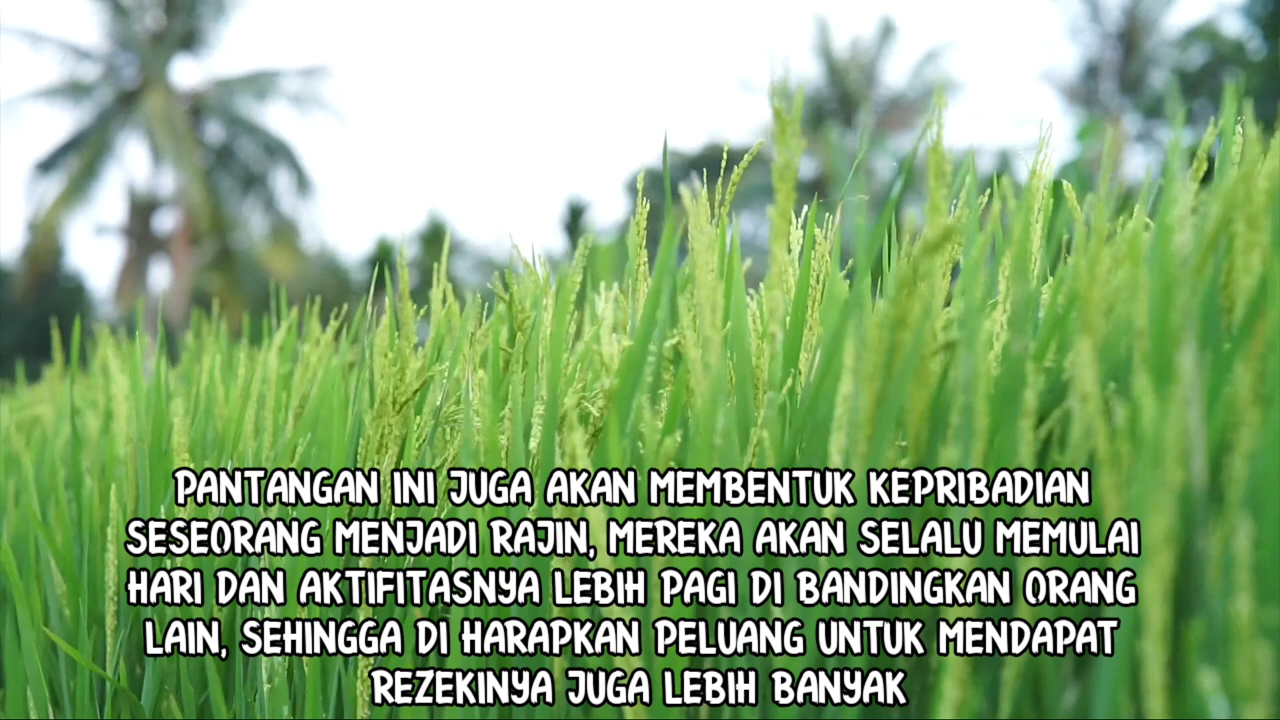 PANTANGAN INI JUGA AKAN MEMBENTUK KEPRIBADIAN
SESEORANG MENJADI RAJIN, MEREKA AKAN SELALU MEMULAI
HARI DAN AKTIFITASNYA LEBIH PAGI DI BANDINGKAN ORANG
LAIN, SEHINGGA DI HARAPKAN PELUANG UNTUK MENDAPAT
REZEKINYA JUGA LEBIH BANYAK